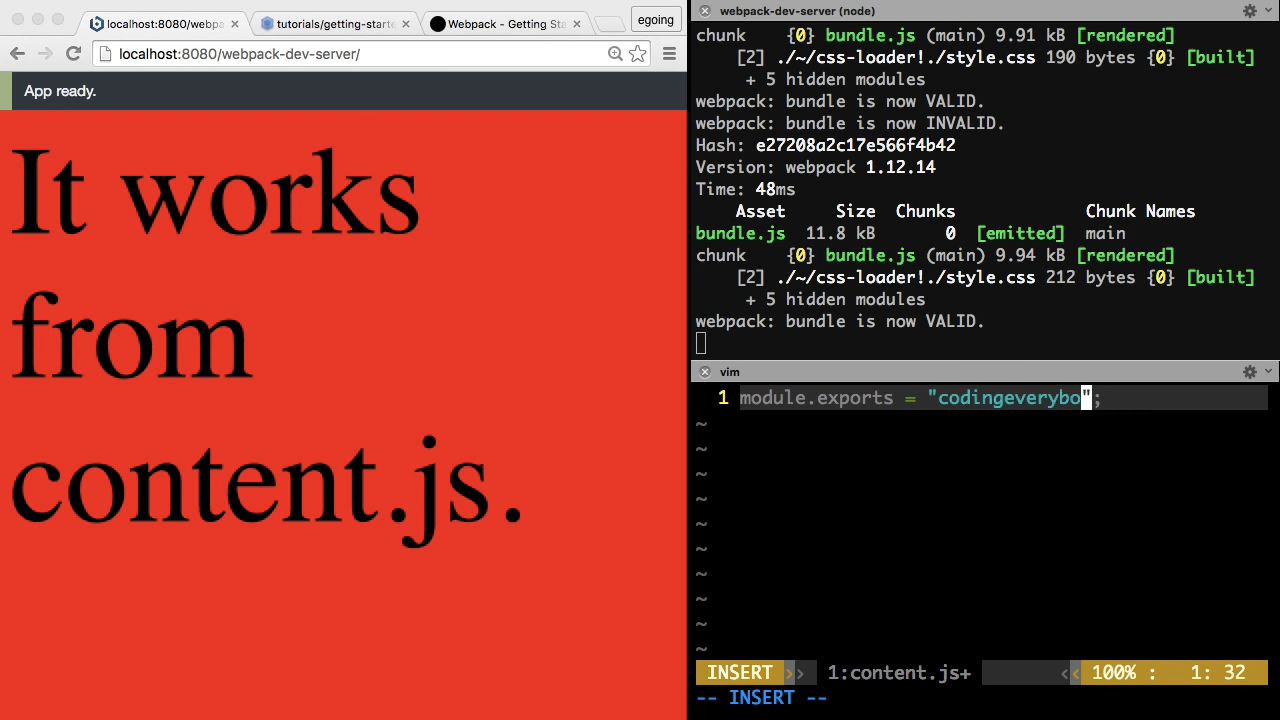 localhost:8080/webpa
tutorials/getting-starte
Webpack - Getting Sta
egoing
localhost:8080/webpack-dev-server/
App ready.
It works
from
content.js.
webpack-dev-server (node)
chunk {0} bundle.js (main) 9.91 kB [rendered]
[2] ./~/css-loader!./style.css 190 bytes {0} [built]
+ 5 hidden modules
webpack: bundle is now VALID.
webpack: bundle is now INVALID.
Hash: e27208a2c17e566f4b42
Version: webpack 1.12.14
Time: 48ms
Asset Size Chunks Chunk Names
bundle.js 11.8 kB 0 [emitted] main
chunk {0} bundle.js (main) 9.94 kB [rendered]
[2] ./~/css-loader!./style.css 212 bytes {0} [built]
+ 5 hidden modules
webpack: bundle is now VALID.
vim
1 module.exports = "codingeverybo";
~
~
~
~
~
~
~
~
~
~
INSERT >> 1:content.js+ << 100% : 1: 32
-- INSERT --